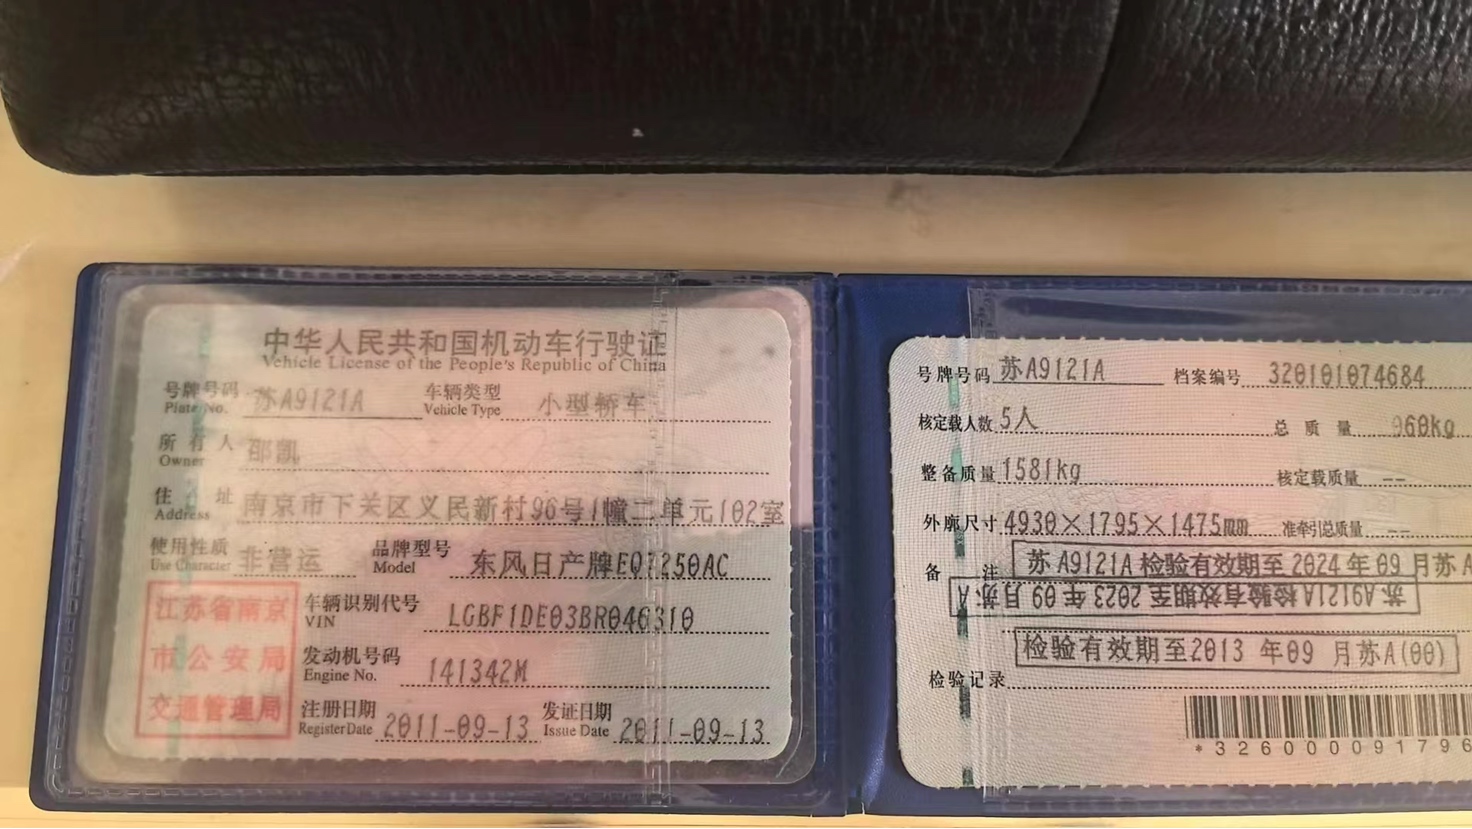 中华人民共和国机动车行驶证
Vehicle License of the People's Republic of China
号牌号码 苏A9121A 车辆类型 小型轿车
Plate No. Vehicle Type
所有人 邵凯
Owner
住址 南京市下关区义民新村96号1幢二单元102室
Address
使用性质 非营运 品牌型号 东风日产牌EQ7250AC
Use Character Model
江苏省南京
市公安局
交通管理局
车辆识别代号 LGBF1DE03BR046310
VIN
发动机号码 141342M
Engine No.
注册日期 2011-09-13 发证日期 2011-09-13
Register Date Issue Date
号牌号码 苏A9121A 档案编号 320101074684
核定载人数 5人 总质量 960kg
整备质量 1581kg 核定载质量 --
外廓尺寸 4930×1795×1475mm 准牵引总质量 --
备注 苏A9121A检验有效期至2024年09月苏A
苏A9121A检验有效期至2023年09月苏A
检验有效期至2013年09月苏A(00)
检验记录
*3260000091796